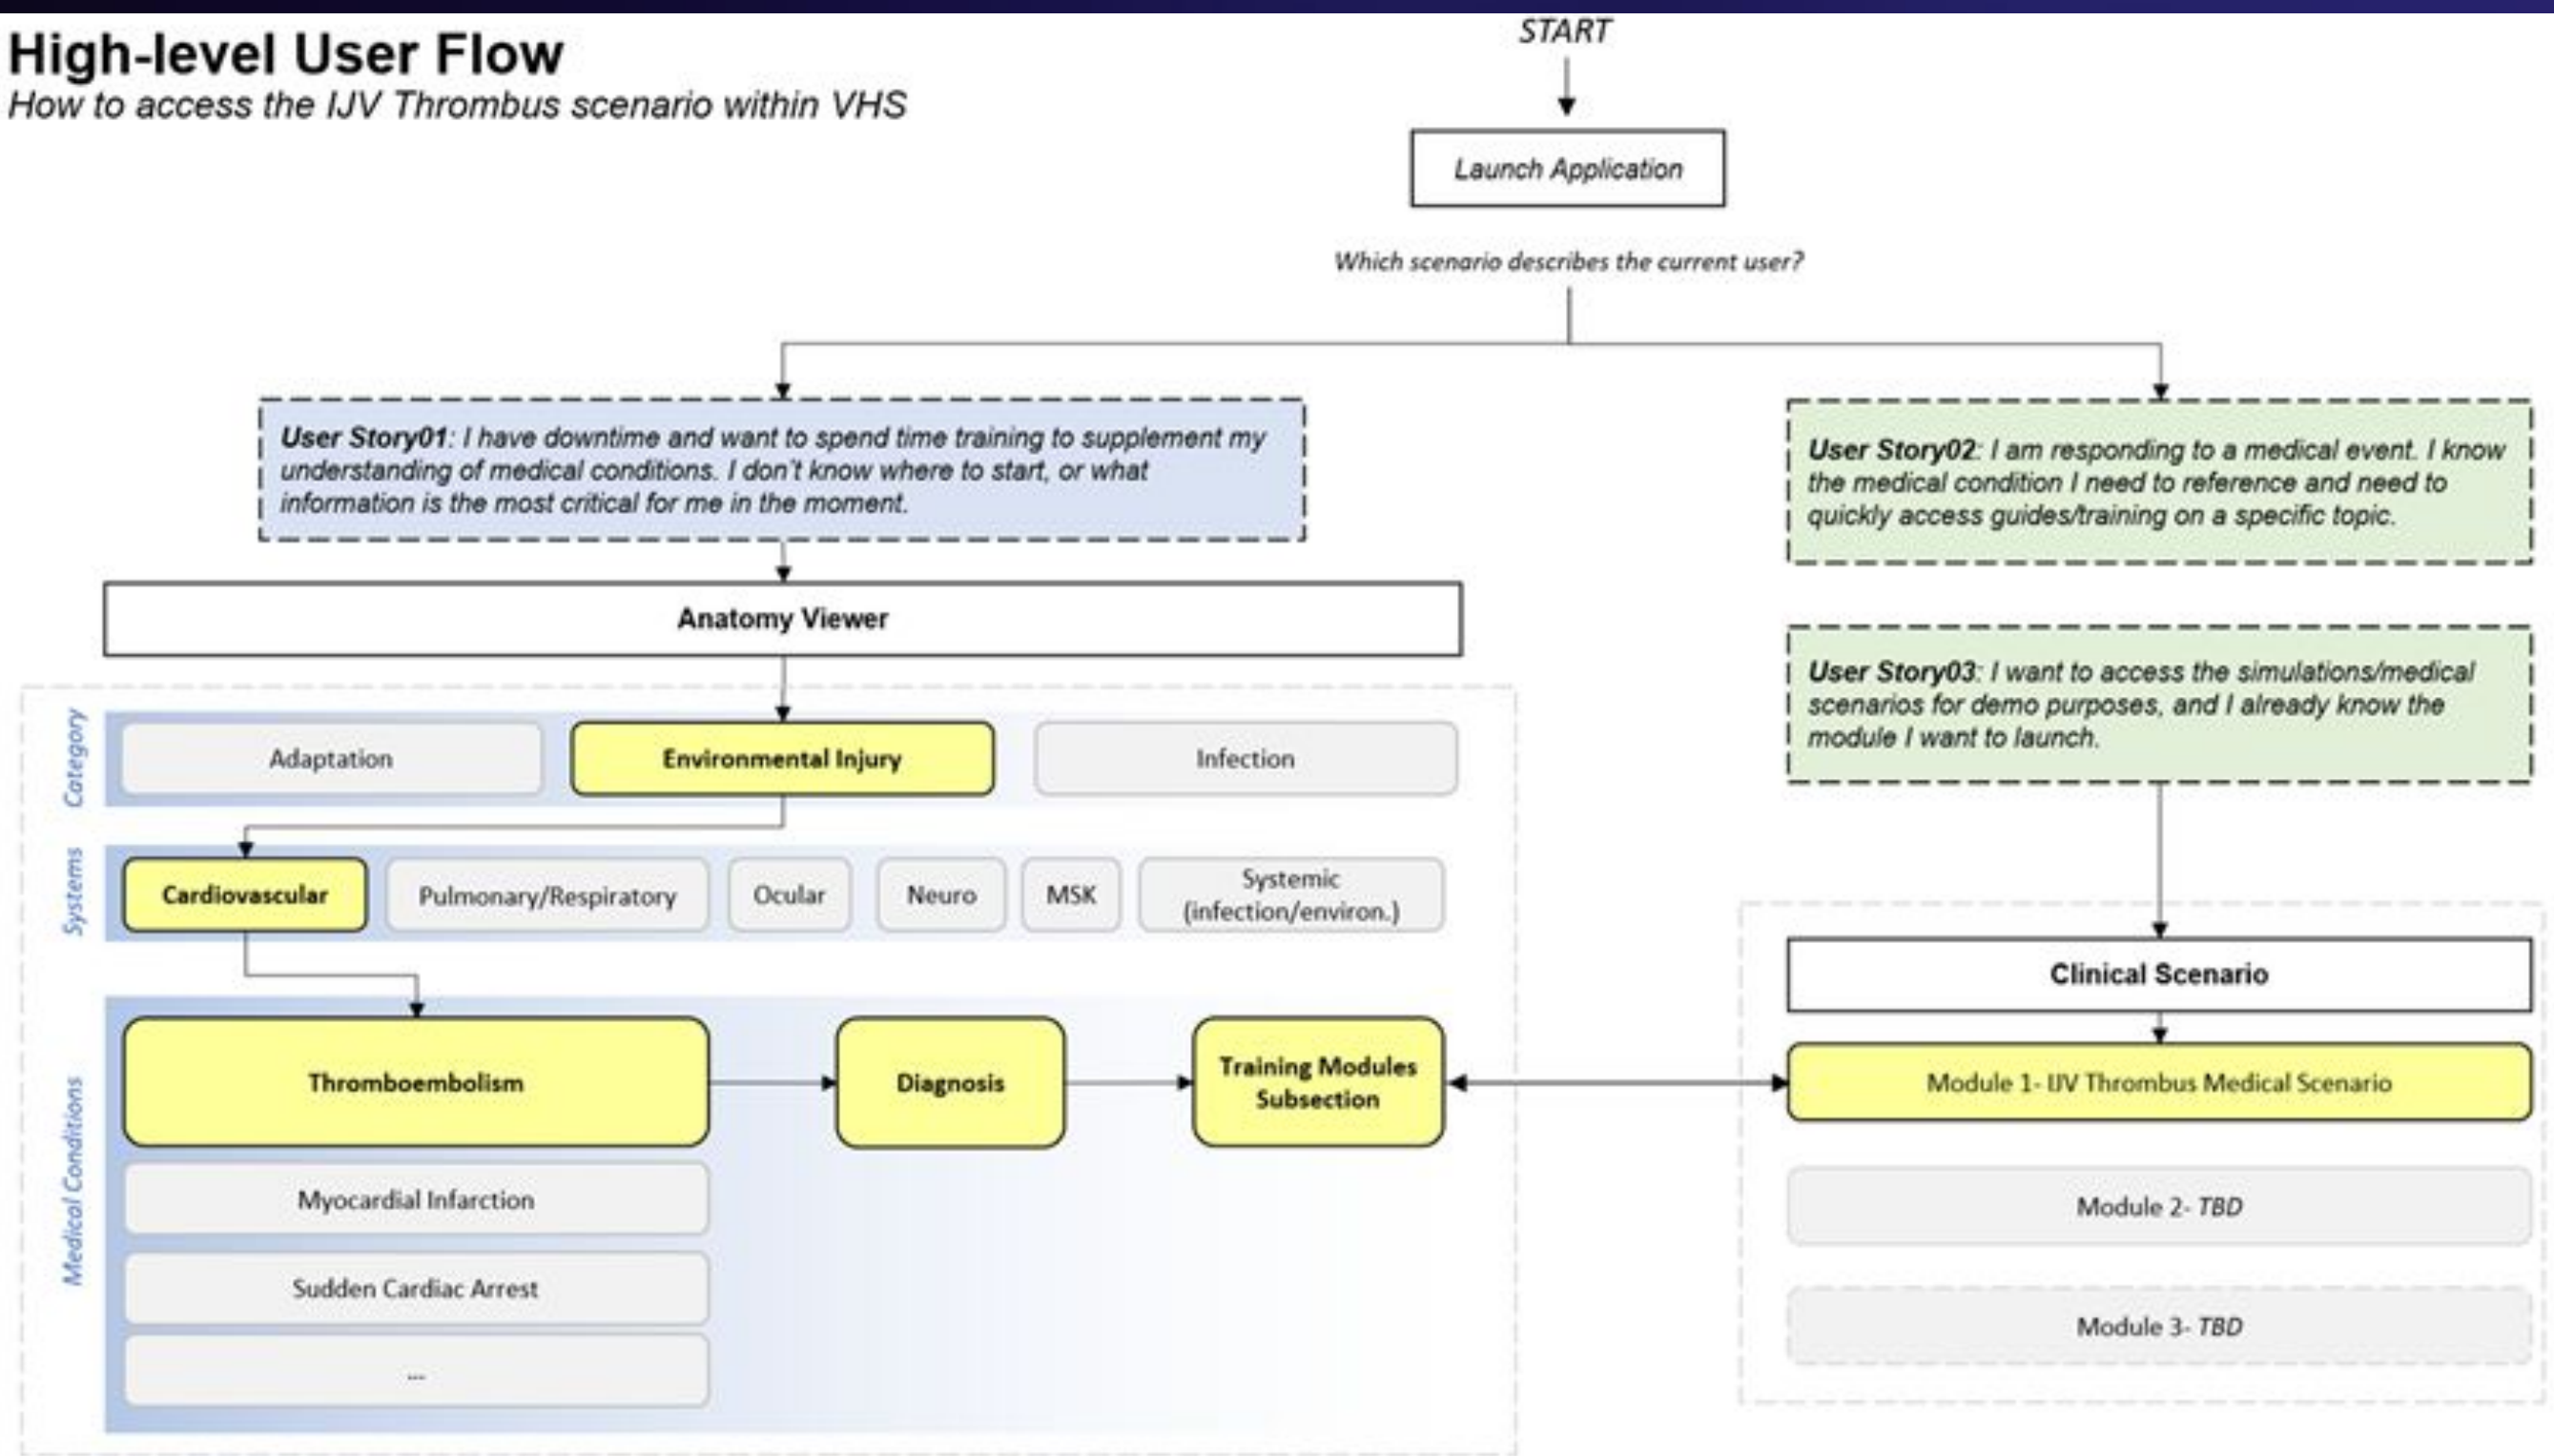 High-level User Flow
How to access the IJV Thrombus scenario within VHS
START
Launch Application
Which scenario describes the current user?
User Story01: I have downtime and want to spend time training to supplement my
understanding of medical conditions. I don't know where to start, or what
information is the most critical for me in the moment.
User Story02: I am responding to a medical event. I know
the medical condition I need to reference and need to
quickly access guides/training on a specific topic.
Anatomy Viewer
User Story03: I want to access the simulations/medical
scenarios for demo purposes, and I already know the
module I want to launch.
Category
Adaptation
Environmental Injury
Infection
Systems
Cardiovascular
Pulmonary/Respiratory
Ocular
Neuro
MSK
Systemic
(infection/environ.)
Medical Conditions
Thromboembolism
Diagnosis
Training Modules
Subsection
Myocardial Infarction
Sudden Cardiac Arrest
...
Clinical Scenario
Module 1- IJV Thrombus Medical Scenario
Module 2- TBD
Module 3- TBD